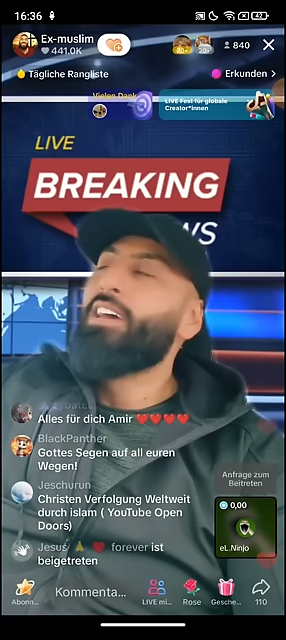 16:36
42
Ex-muslim
441.0K
20+
840
Tägliche Rangliste
Erkunden >
Vielen Dank
LIVE Fest für globale
Creator*innen
LIVE
BREAKING
Alles für dich Amir ❤️❤️❤️❤️
BlackPanther
Gottes Segen auf all euren
Wegen!
Jeschurun
Christen Verfolgung Weltweit
durch islam ( YouTube Open
Doors)
Jesus 🙏 ❤️ forever ist
beigetreten
Anfrage zum
Beitreten
0,00
eL.Ninjo
Kommenta...
Abonn...
LIVE mi...
Rose
Gesche...
110